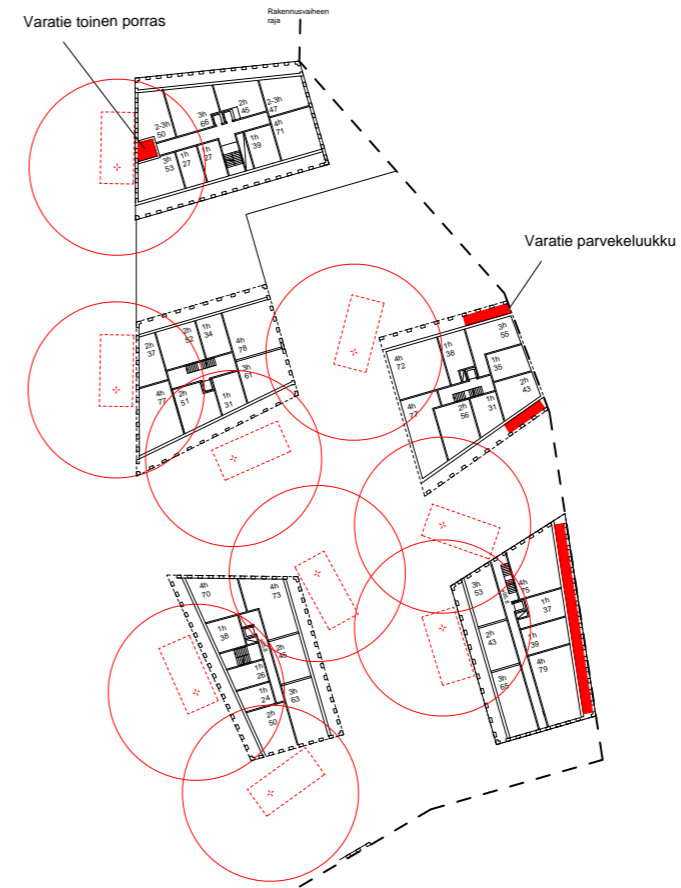 Rakennusvaiheen
raja
Varatie toinen porras
2-3h
50
3h
66
2h
45
2-3h
47
4h
71
3h
53
1h
27
1h
27
1h
39
Varatie parvekeluukku
2h
37
2h
52
1h
34
4h
78
3h
61
4h
77
2h
51
1h
31
4h
72
1h
38
3h
55
1h
35
2h
43
4h
77
2h
56
1h
31
4h
70
4h
73
1h
38
2h
45
1h
26
1h
24
2h
50
3h
63
3h
53
4h
75
1h
37
2h
43
1h
39
3h
65
4h
79